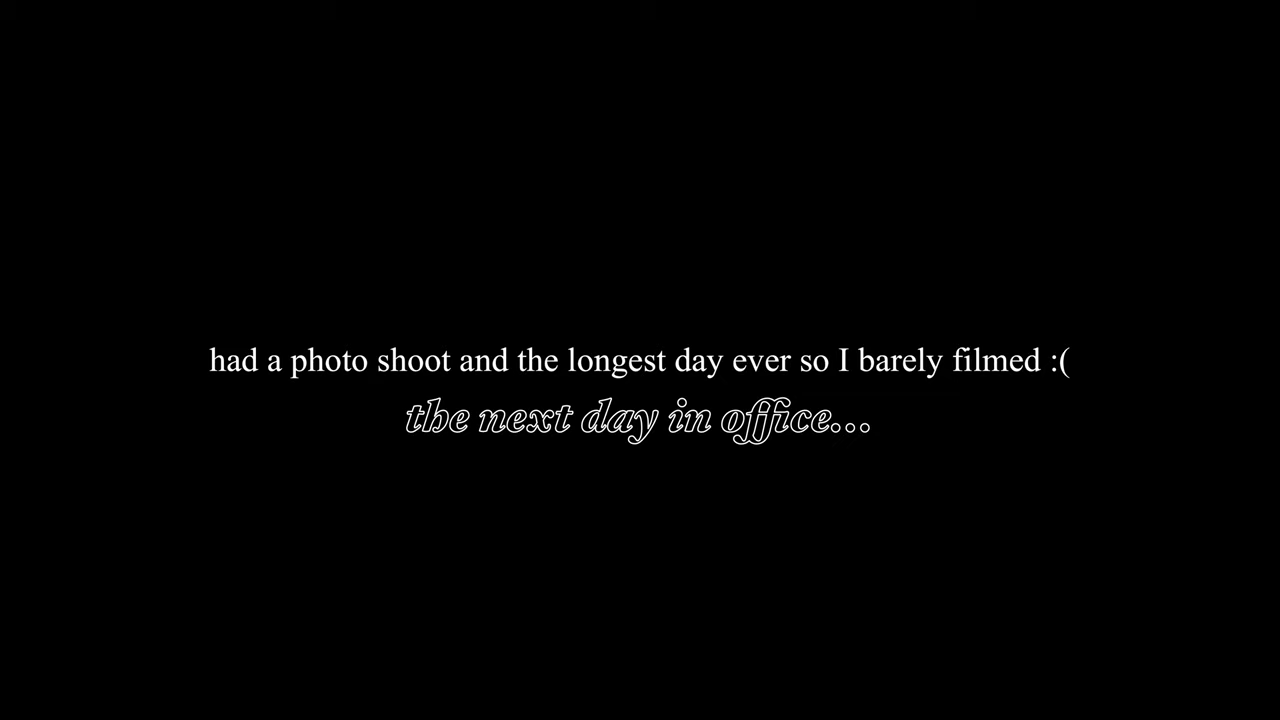 had a photo shoot and the longest day ever so I barely filmed :(
the next day in office...